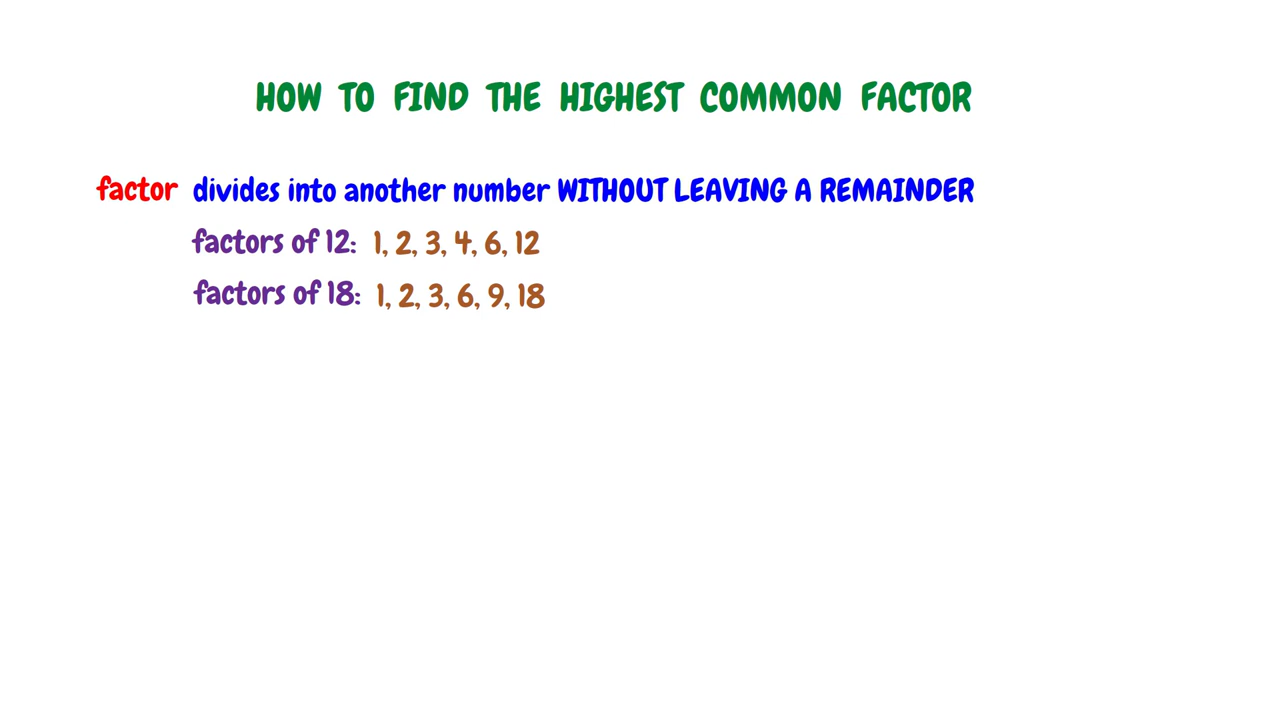 HOW TO FIND THE HIGHEST COMMON FACTOR
factor divides into another number WITHOUT LEAVING A REMAINDER
factors of 12: 1, 2, 3, 4, 6, 12
factors of 18: 1, 2, 3, 6, 9, 18